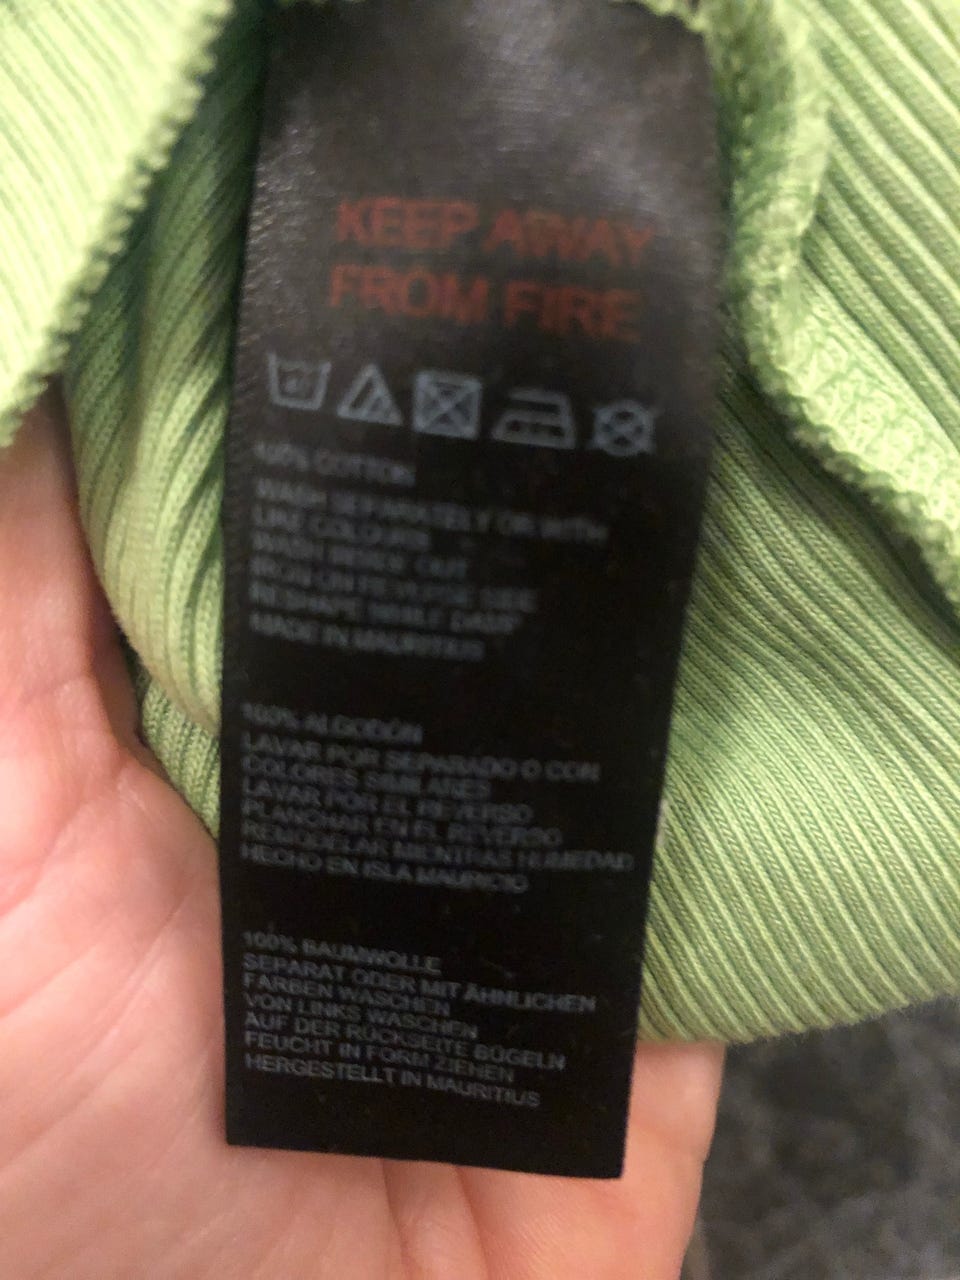 KEEP AWAY
FROM FIRE
100% COTTON
WASH SEPARATELY OR WITH
LIKE COLOURS
WASH INSIDE OUT
IRON ON REVERSE SIDE
RESHAPE WHILE DAMP
MADE IN MAURITIUS
100% ALGODÓN
LAVAR POR SEPARADO O CON
COLORES SIMILARES
LAVAR POR EL REVERSO
PLANCHAR EN EL REVERSO
REMODELAR MIENTRAS HUMEDAD
HECHO EN ISLA MAURICIO
100% BAUMWOLLE
SEPARAT ODER MIT ÄHNLICHEN
FARBEN WASCHEN
VON LINKS WASCHEN
AUF DER RÜCKSEITE BÜGELN
FEUCHT IN FORM ZIEHEN
HERGESTELLT IN MAURITIUS